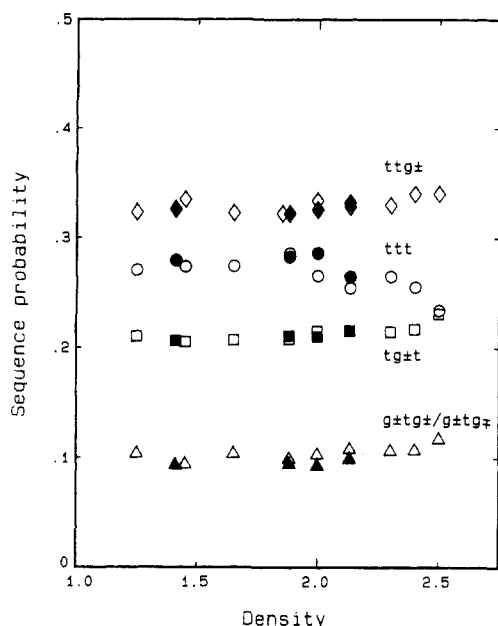 .5
.4
.3
.2
.1
0
Sequence probability
ttg±
ttt
tg±t
g±tg±/g±tg∓
1.0
1.5
2.0
2.5
Density